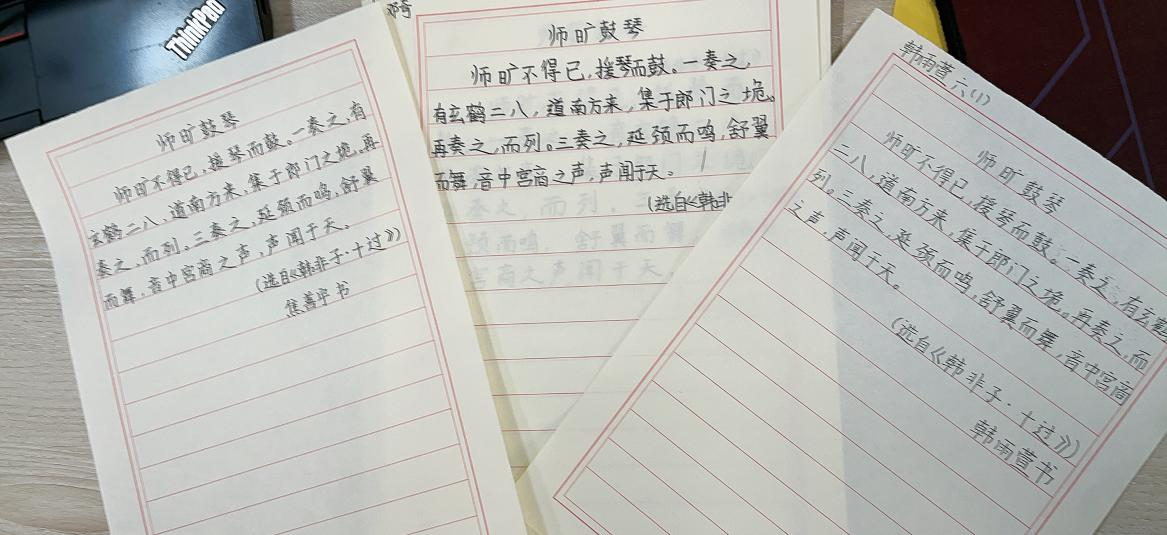 ThinkPad
师旷鼓琴
师旷不得已，援琴而鼓。一奏之，有
玄鹤二八，道南方来，集于郎门之垝。再
奏之，而列。三奏之，延颈而鸣，舒翼
而舞，音中宫商之声，声闻于天。
（选自《韩非子·十过》）
焦善宇书
邓奇
师旷鼓琴
师旷不得已，援琴而鼓。一奏之，
有玄鹤二八，道南方来，集于郎门之垝。
再奏之，而列。三奏之，延颈而鸣，舒翼
而舞，音中宫商之声，声闻于天。
（选自《韩非
韩雨萱 六（1）
师旷鼓琴
师旷不得已，援琴而鼓。一奏之，有玄鹤
二八，道南方来，集于郎门之垝。再奏之，而
列。三奏之，延颈而鸣，舒翼而舞，音中宫商
之声，声闻于天。
（选自《韩非子·十过》）
韩雨萱书